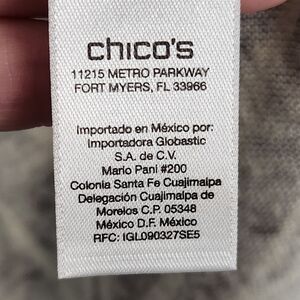 chico's
11215 METRO PARKWAY
FORT MYERS, FL 33966
Importado en México por:
Importadora Globastic
S.A. de C.V.
Mario Pani #200
Colonia Santa Fe Cuajimalpa
Delegación Cuajimalpa de
Morelos C.P. 05348
México D.F. México
RFC: IGL090327SE5